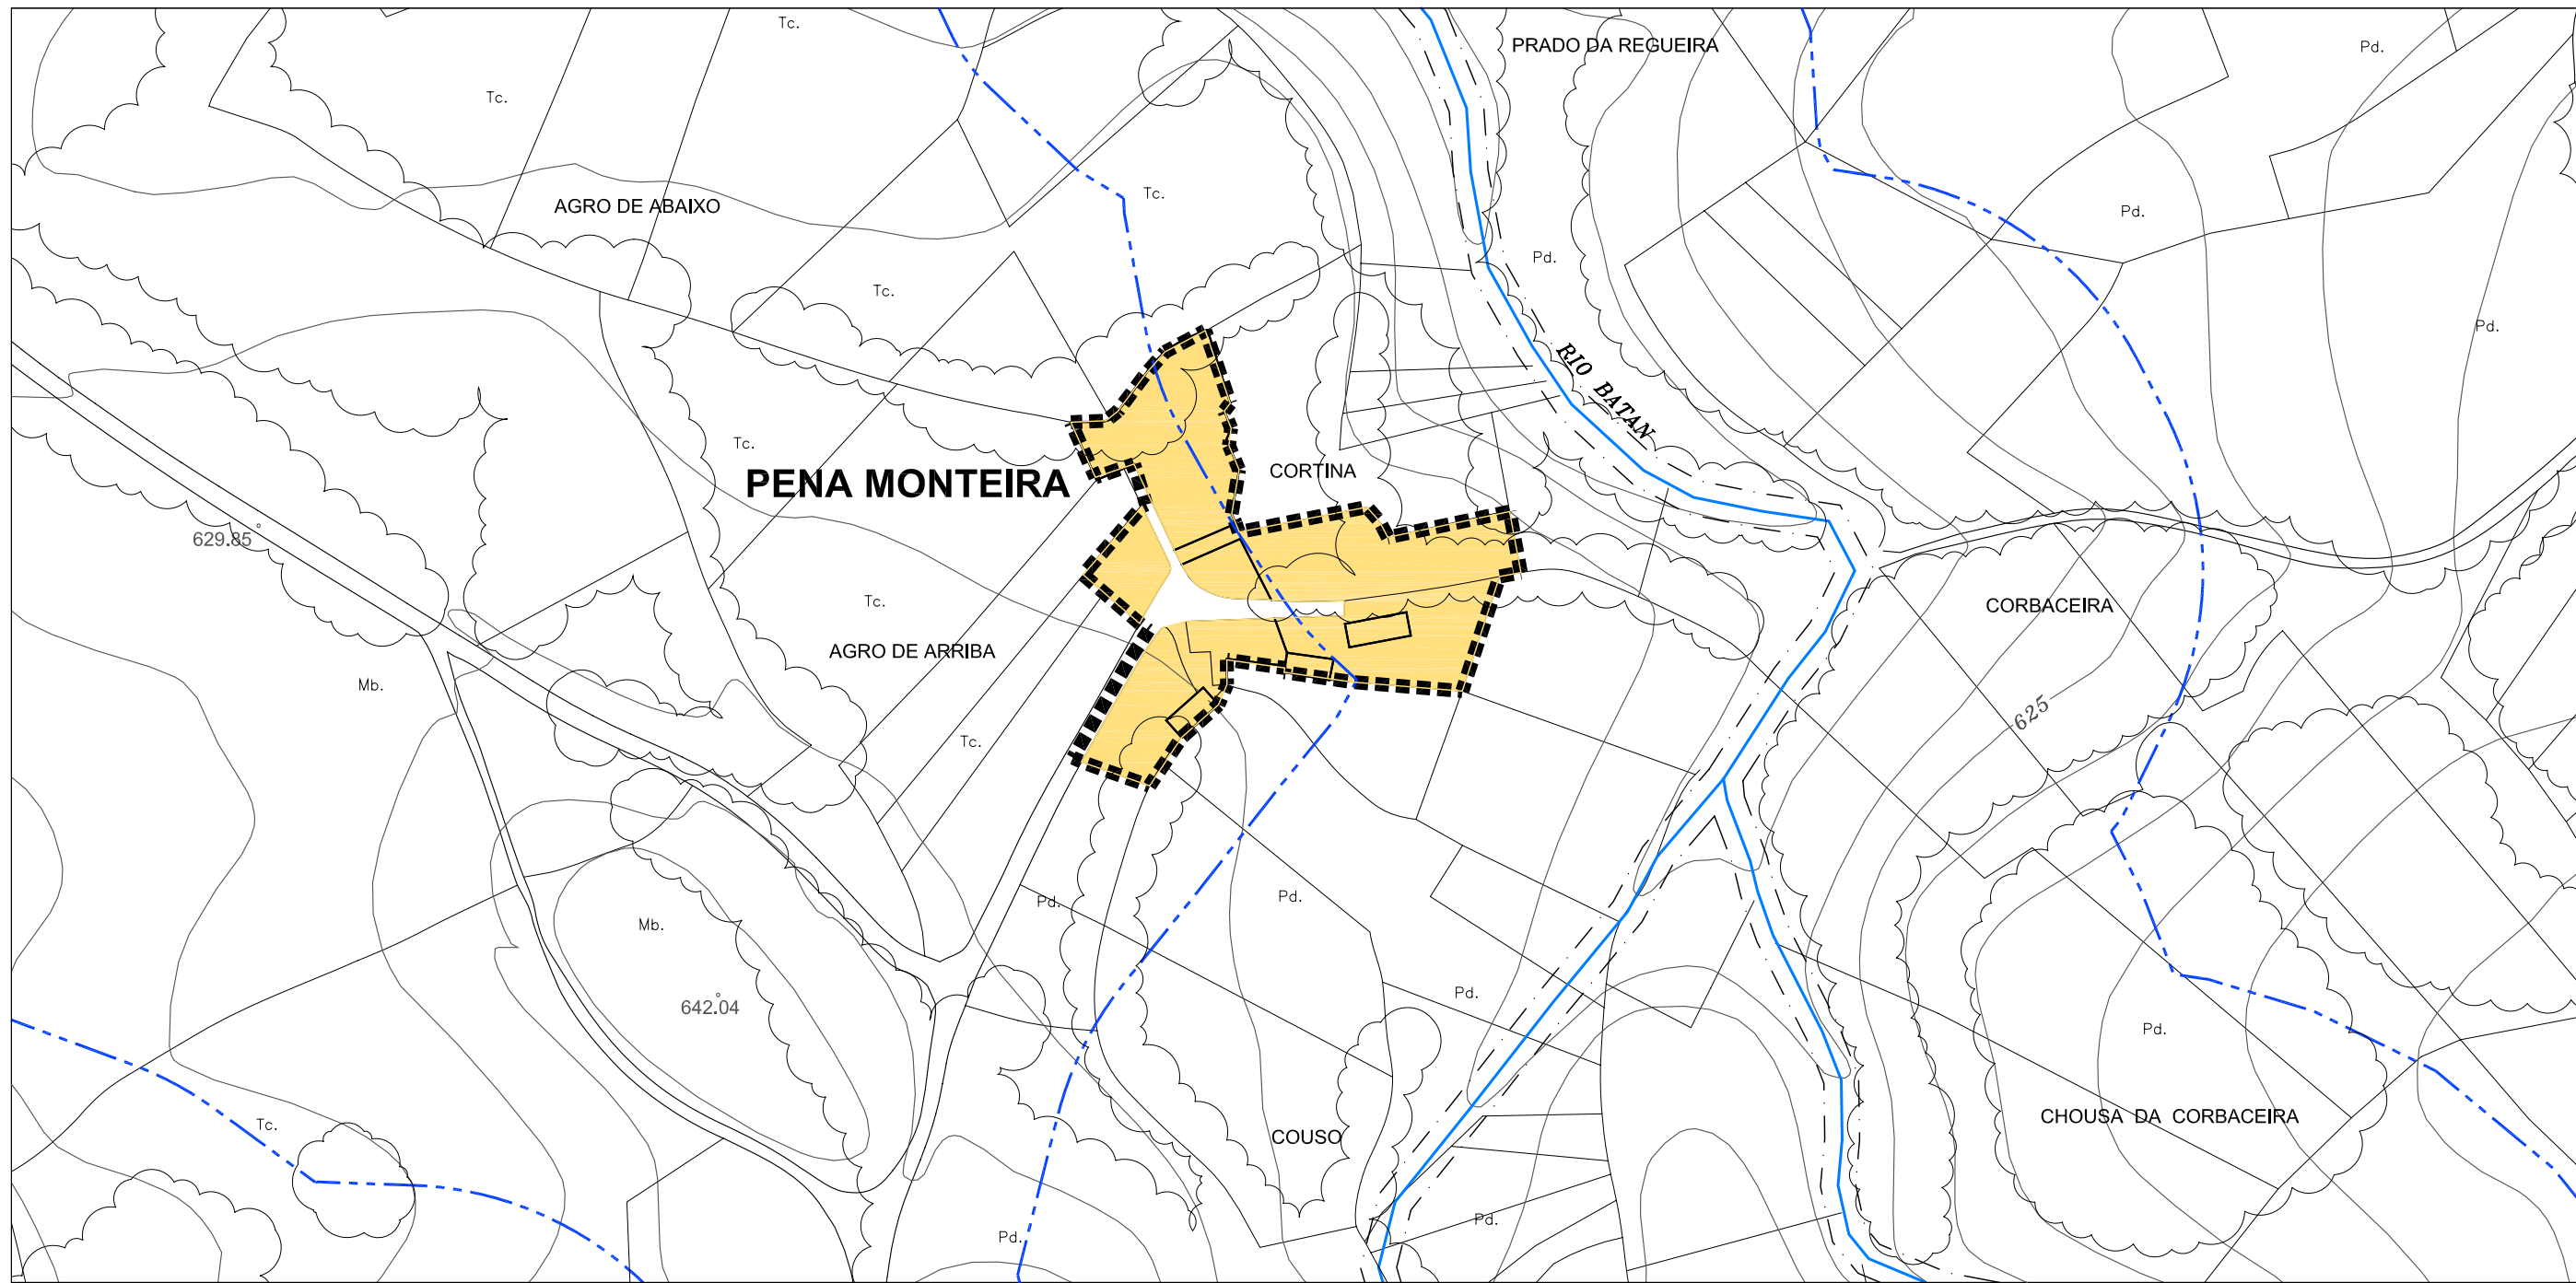 Tc.
PRADO DA REGUEIRA
Pd.
Tc.
Tc.
AGRO DE ABAIXO
Pd.
Pd.
Tc.
Pd.
RIO BATAN
Tc.
CORTINA
PENA MONTEIRA
629.85
Tc.
CORBACEIRA
AGRO DE ARRIBA
Mb.
625
Tc.
Pd.
Pd.
Mb.
Pd.
642.04
Pd.
CHOUSA DA CORBACEIRA
Tc.
COUSO
Pd.
Pd.